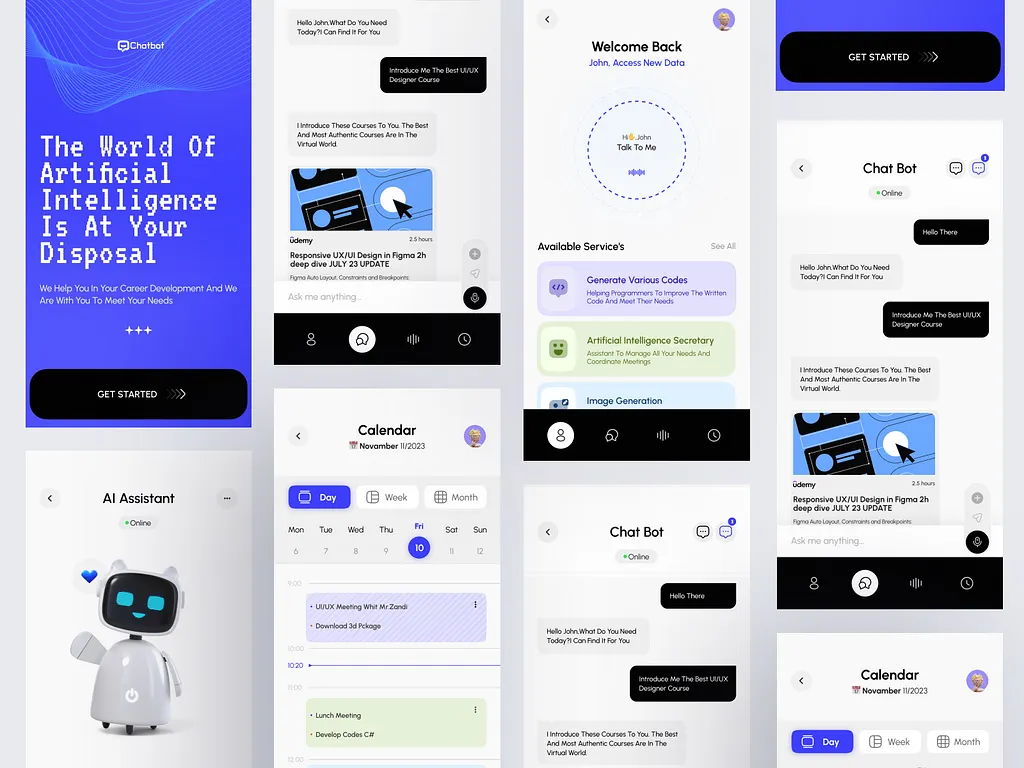 Chatbot
The World Of
Artificial
Intelligence
Is At Your
Disposal
We Help You In Your Career Development And We
Are With You To Meet Your Needs
GET STARTED
AI Assistant
Online
Hello John,What Do You Need
Today?I Can Find It For You
Introduce Me The Best UI/UX
Designer Course
I Introduce These Courses To You. The Best
And Most Authentic Courses Are In The
Virtual World.
ûdemy
2.5 hours
Responsive UX/UI Design in Figma 2h
deep dive JULY 23 UPDATE
Figma Auto Layout, Constraints and Breakpoints:
Ask me anything...
Calendar
Novamber 11/2023
Day
Week
Month
Mon Tue Wed Thu Fri Sat Sun
6 7 8 9 10 11 12
9:00
• UI/UX Meeting Whit Mr.Zandi
• Download 3d Pckage
10:00
10:20
11:00
• Lunch Meeting
• Develop Codes C#
12:00
Welcome Back
John, Access New Data
Hi✋,John
Talk To Me
Available Service's
See All
Generate Various Codes
Helping Programmers To Improve The Written
Code And Meet Their Needs
Artificial Intelligence Secretary
Assistant To Manage All Your Needs And
Coordinate Meetings
Image Generation
Chat Bot
Online
Hello There
Hello John,What Do You Need
Today?I Can Find It For You
Introduce Me The Best UI/UX
Designer Course
I Introduce These Courses To You. The Best
And Most Authentic Courses Are In The
Virtual World.
GET STARTED
Chat Bot
Online
Hello There
Hello John,What Do You Need
Today?I Can Find It For You
Introduce Me The Best UI/UX
Designer Course
I Introduce These Courses To You. The Best
And Most Authentic Courses Are In The
Virtual World.
ûdemy
2.5 hours
Responsive UX/UI Design in Figma 2h
deep dive JULY 23 UPDATE
Figma Auto Layout, Constraints and Breakpoints:
Ask me anything...
Calendar
Novamber 11/2023
Day
Week
Month